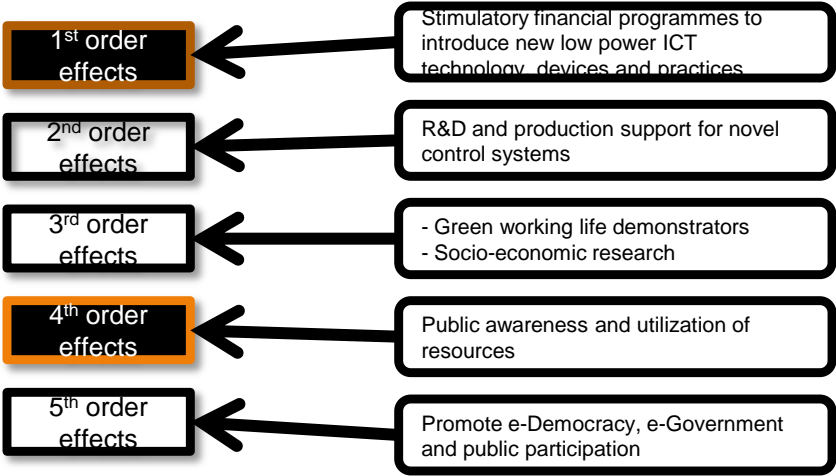 1st order
effects
Stimulatory financial programmes to
introduce new low power ICT
technology, devices and practices
2nd order
effects
R&D and production support for novel
control systems
3rd order
effects
- Green working life demonstrators
- Socio-economic research
4th order
effects
Public awareness and utilization of
resources
5th order
effects
Promote e-Democracy, e-Government
and public participation